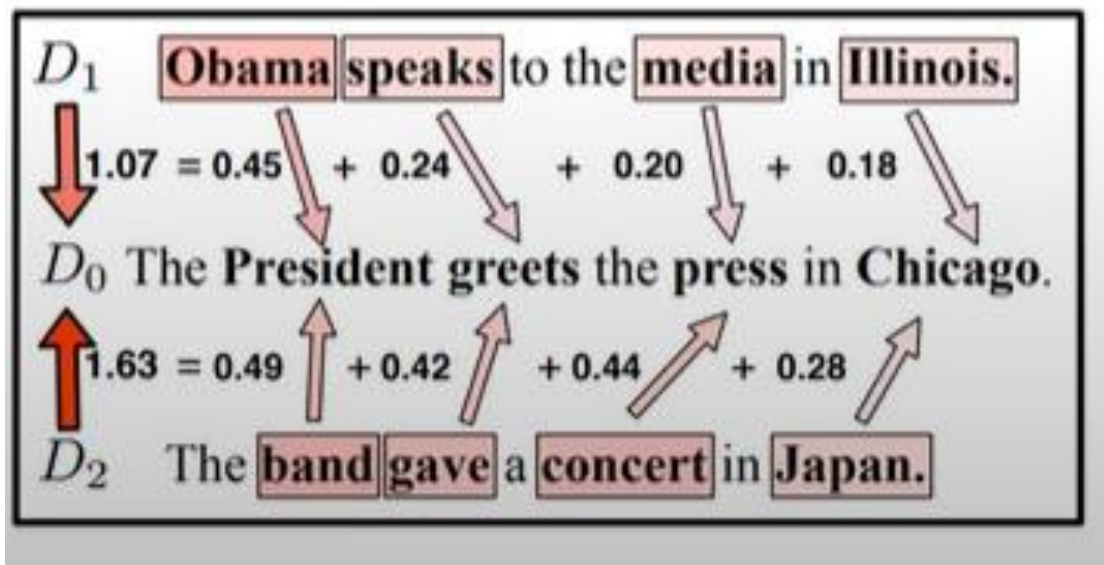 D₁ Obama speaks to the media in Illinois.
1.07 = 0.45 + 0.24 + 0.20 + 0.18
D₀ The President greets the press in Chicago.
1.63 = 0.49 + 0.42 + 0.44 + 0.28
D₂ The band gave a concert in Japan.